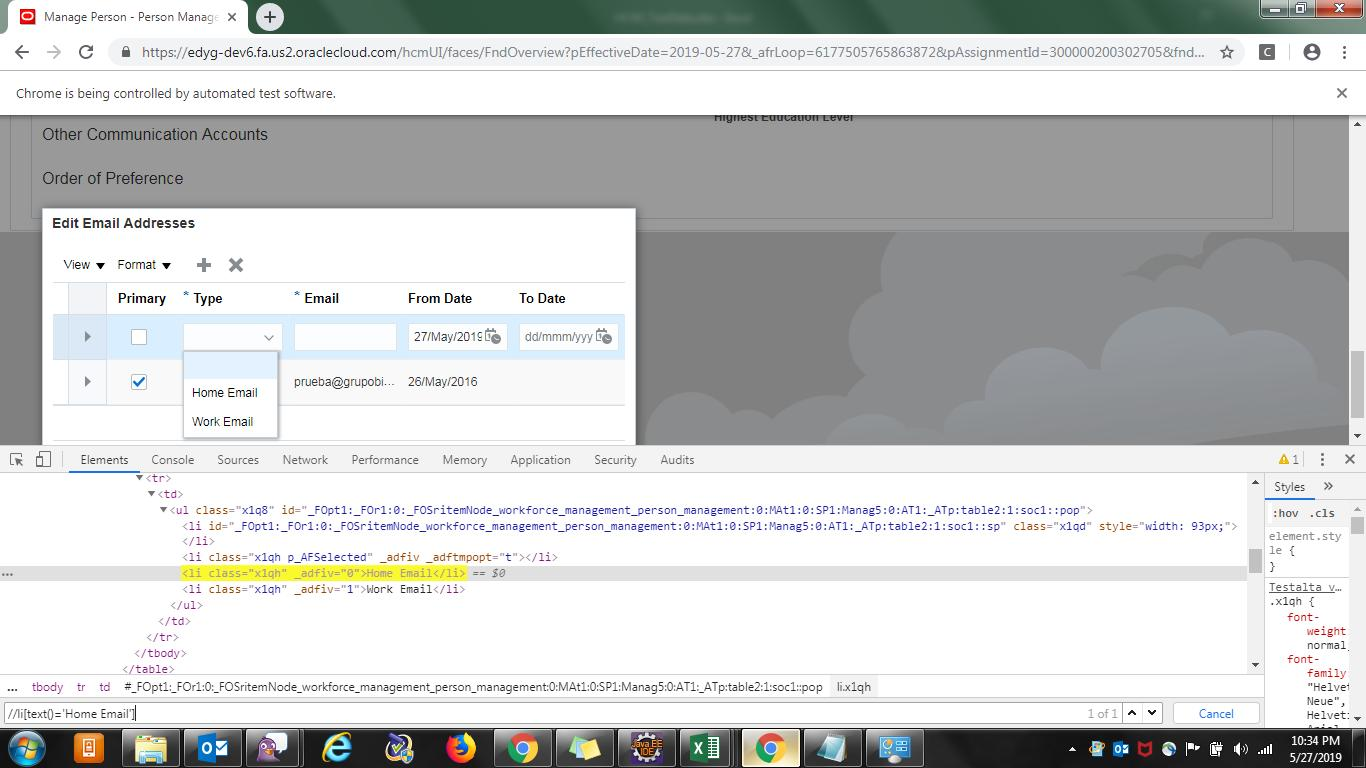 Manage Person - Person Manage
https://edyg-dev6.fa.us2.oraclecloud.com/hcmUI/faces/FndOverview?pEffectiveDate=2019-05-27&_afrLoop=6177505765863872&pAssignmentId=300000200302705&fnd...
C
Chrome is being controlled by automated test software.
Highest Education Level
Other Communication Accounts
Order of Preference
Edit Email Addresses
View Format
Primary * Type * Email From Date To Date
27/May/2019 dd/mmm/yyy
prueba@grupobi... 26/May/2016
Home Email
Work Email
Elements Console Sources Network Performance Memory Application Security Audits 1
<tr>
<td>
<ul class="x1q8" id="_FOpt1:_FOr1:0:_FOSritemNode_workforce_management_person_management:0:MAt1:0:SP1:Manag5:0:AT1:_ATp:table2:1:soc1::pop">
<li id="_FOpt1:_FOr1:0:_FOSritemNode_workforce_management_person_management:0:MAt1:0:SP1:Manag5:0:AT1:_ATp:table2:1:soc1::sp" class="x1qd" style="width: 93px;">
</li>
<li class="x1qh p_AFSelected" _adfiv _adftmpopt="t"></li>
... <li class="x1qh" _adfiv="0">Home Email</li> == $0
<li class="x1qh" _adfiv="1">Work Email</li>
</ul>
</td>
</tr>
</tbody>
</table>
Styles »
:hov .cls
element.sty
le {
}
Testalta v…
.x1qh {
font-
weight:
normal;
font-
family:
"Helvet
Neue",
Helveti
... tbody tr td #_FOpt1:_FOr1:0:_FOSritemNode_workforce_management_person_management:0:MAt1:0:SP1:Manag5:0:AT1:_ATp:table2:1:soc1::pop li.x1qh
//li[text()='Home Email'] 1 of 1 Cancel
Java EE
IDE
10:34 PM
5/27/2019